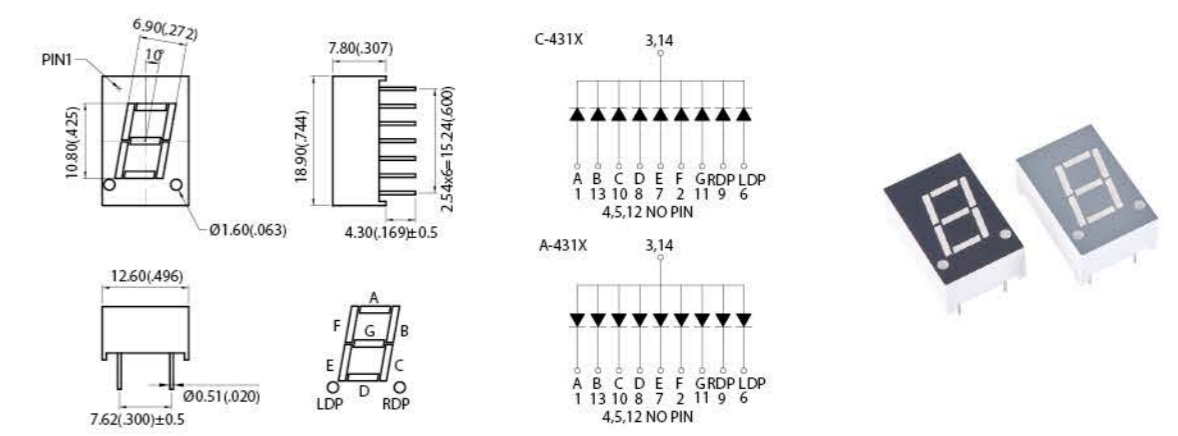 6.90(.272)
10°
PIN1
10.80(.425)
Ø1.60(.063)
7.80(.307)
18.90(.744)
2.54x6=15.24(.600)
4.30(.169)±0.5
12.60(.496)
Ø0.51(.020)
7.62(.300)±0.5
A
F
G
B
E
C
D
LDP
RDP
C-431X
3,14
A B C D E F G RDP LDP
1 13 10 8 7 2 11 9 6
4,5,12 NO PIN
A-431X
3,14
A B C D E F G RDP LDP
1 13 10 8 7 2 11 9 6
4,5,12 NO PIN